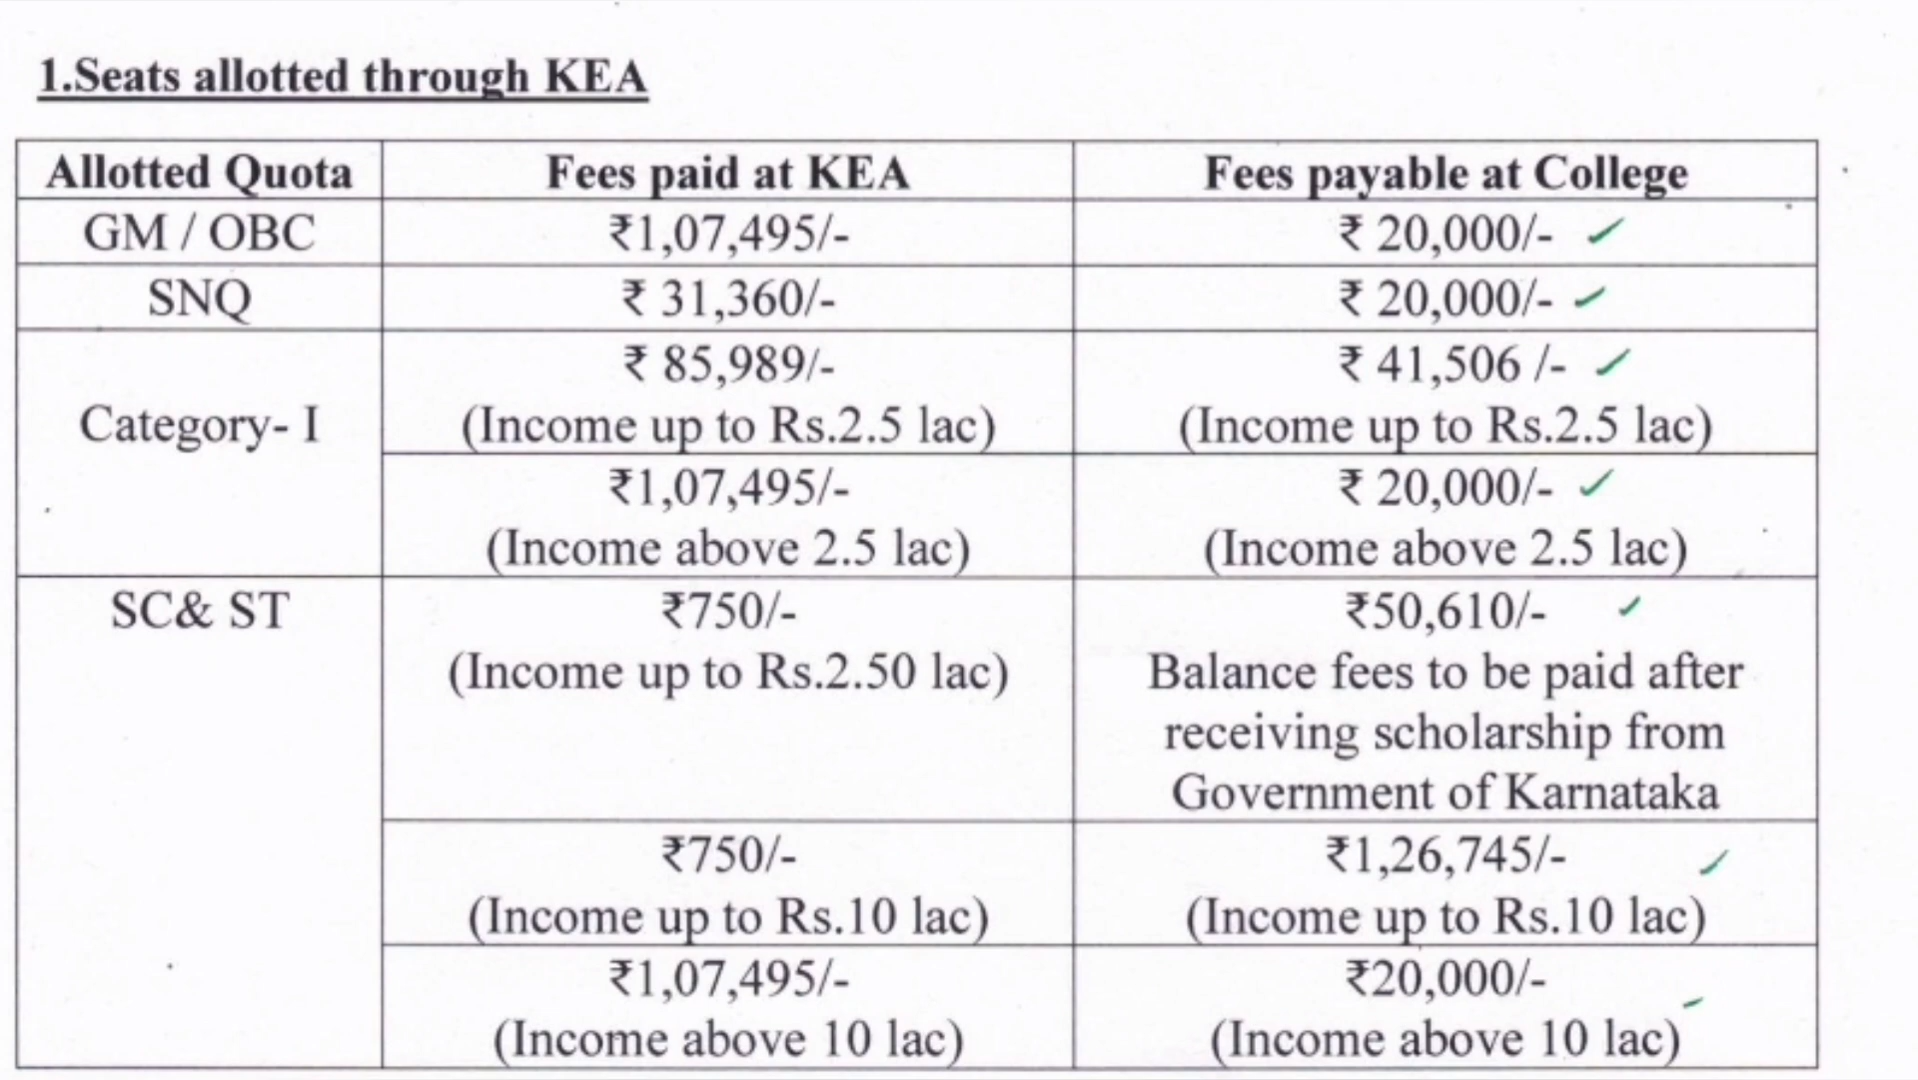 1.Seats allotted through KEA
Allotted Quota Fees paid at KEA Fees payable at College
GM / OBC ₹1,07,495/- ₹ 20,000/-
SNQ ₹ 31,360/- ₹ 20,000/-
Category- I
₹ 85,989/- ₹ 41,506 /-
(Income up to Rs.2.5 lac) (Income up to Rs.2.5 lac)
₹1,07,495/- ₹ 20,000/-
(Income above 2.5 lac) (Income above 2.5 lac)
SC& ST ₹750/- ₹50,610/-
(Income up to Rs.2.50 lac) Balance fees to be paid after
receiving scholarship from
Government of Karnataka
₹750/- ₹1,26,745/-
(Income up to Rs.10 lac) (Income up to Rs.10 lac)
₹1,07,495/- ₹20,000/-
(Income above 10 lac) (Income above 10 lac)